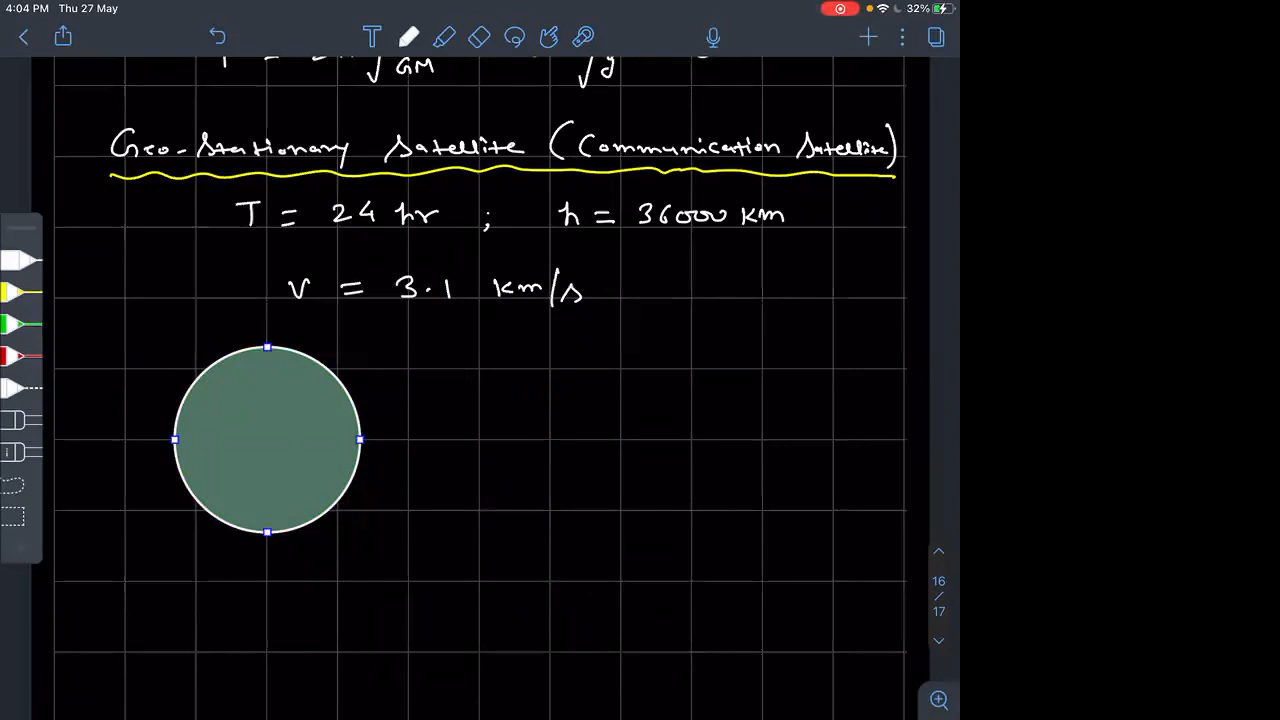 4:04 PM Thu 27 May 32%
T
GM
Geo-stationary satellite (Communication Satellite)
T = 24 hr ; h = 36000 km
v = 3.1 km/s
16
/
17